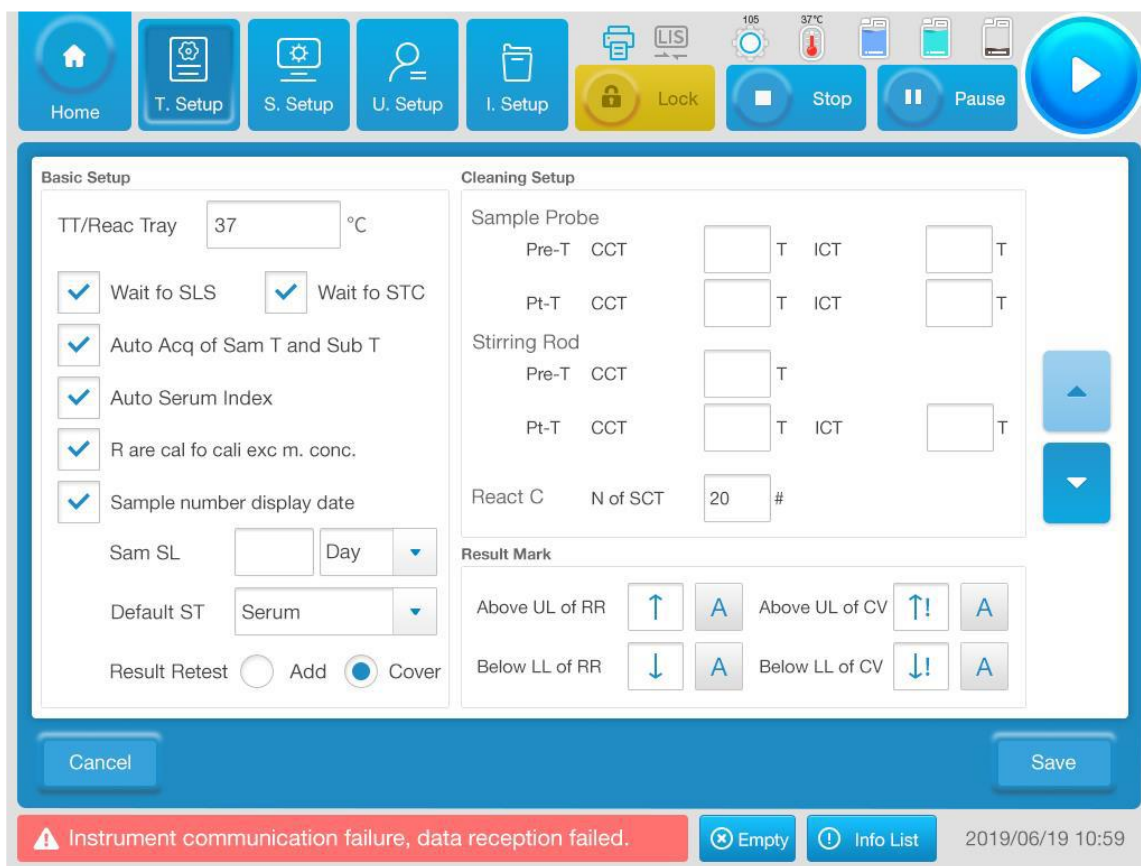 105 37°C
LIS
Home T. Setup S. Setup U. Setup I. Setup Lock Stop Pause
Basic Setup
TT/Reac Tray 37 °C
Wait fo SLS Wait fo STC
Auto Acq of Sam T and Sub T
Auto Serum Index
R are cal fo cali exc m. conc.
Sample number display date
Sam SL Day
Default ST Serum
Result Retest Add Cover
Cleaning Setup
Sample Probe
Pre-T CCT T ICT T
Pt-T CCT T ICT T
Stirring Rod
Pre-T CCT T
Pt-T CCT T ICT T
React C N of SCT 20 #
Result Mark
Above UL of RR ↑ A Above UL of CV ↑! A
Below LL of RR ↓ A Below LL of CV ↓! A
Cancel Save
Instrument communication failure, data reception failed. Empty Info List 2019/06/19 10:59